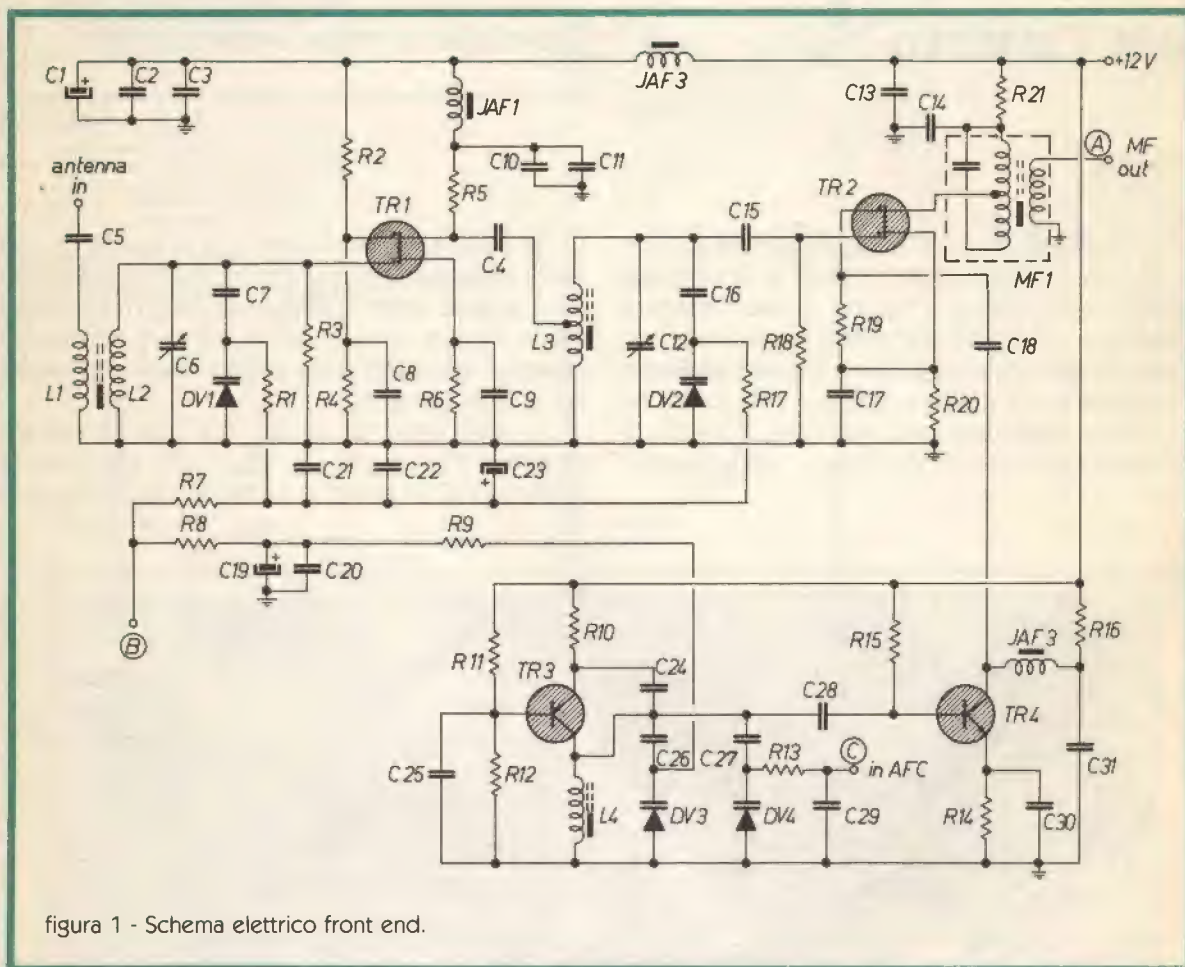 C1
+
C2
C3
JAF 3
+12V
JAF1
C13
C14
R21
R2
C10
C11
A MF
out
antenna
in
R5
TR1
TR2
C5
C4
C15
MF1
C7
C16
R3
L3
R19
C18
C6
C12
R18
C8
L1
L2
DV1
R1
R4
R6
C9
DV2
R17
C17
R20
C21
C22
C23
+
R7
R8
R9
C19
+
C20
B
R10
R15
R16
R11
JAF3
TR3
C24
C28
TR4
C25
R12
C26
C27
R13
C
in AFC
C31
L4
DV3
DV4
C29
R14
C30
figura 1 - Schema elettrico front end.